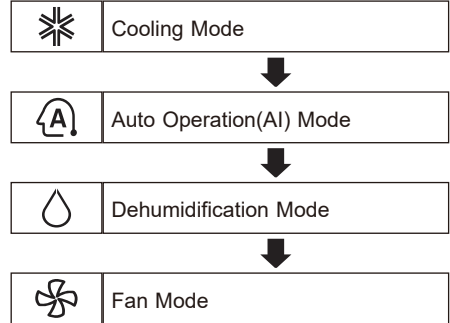 Cooling Mode
A
Auto Operation(AI) Mode
Dehumidification Mode
Fan Mode